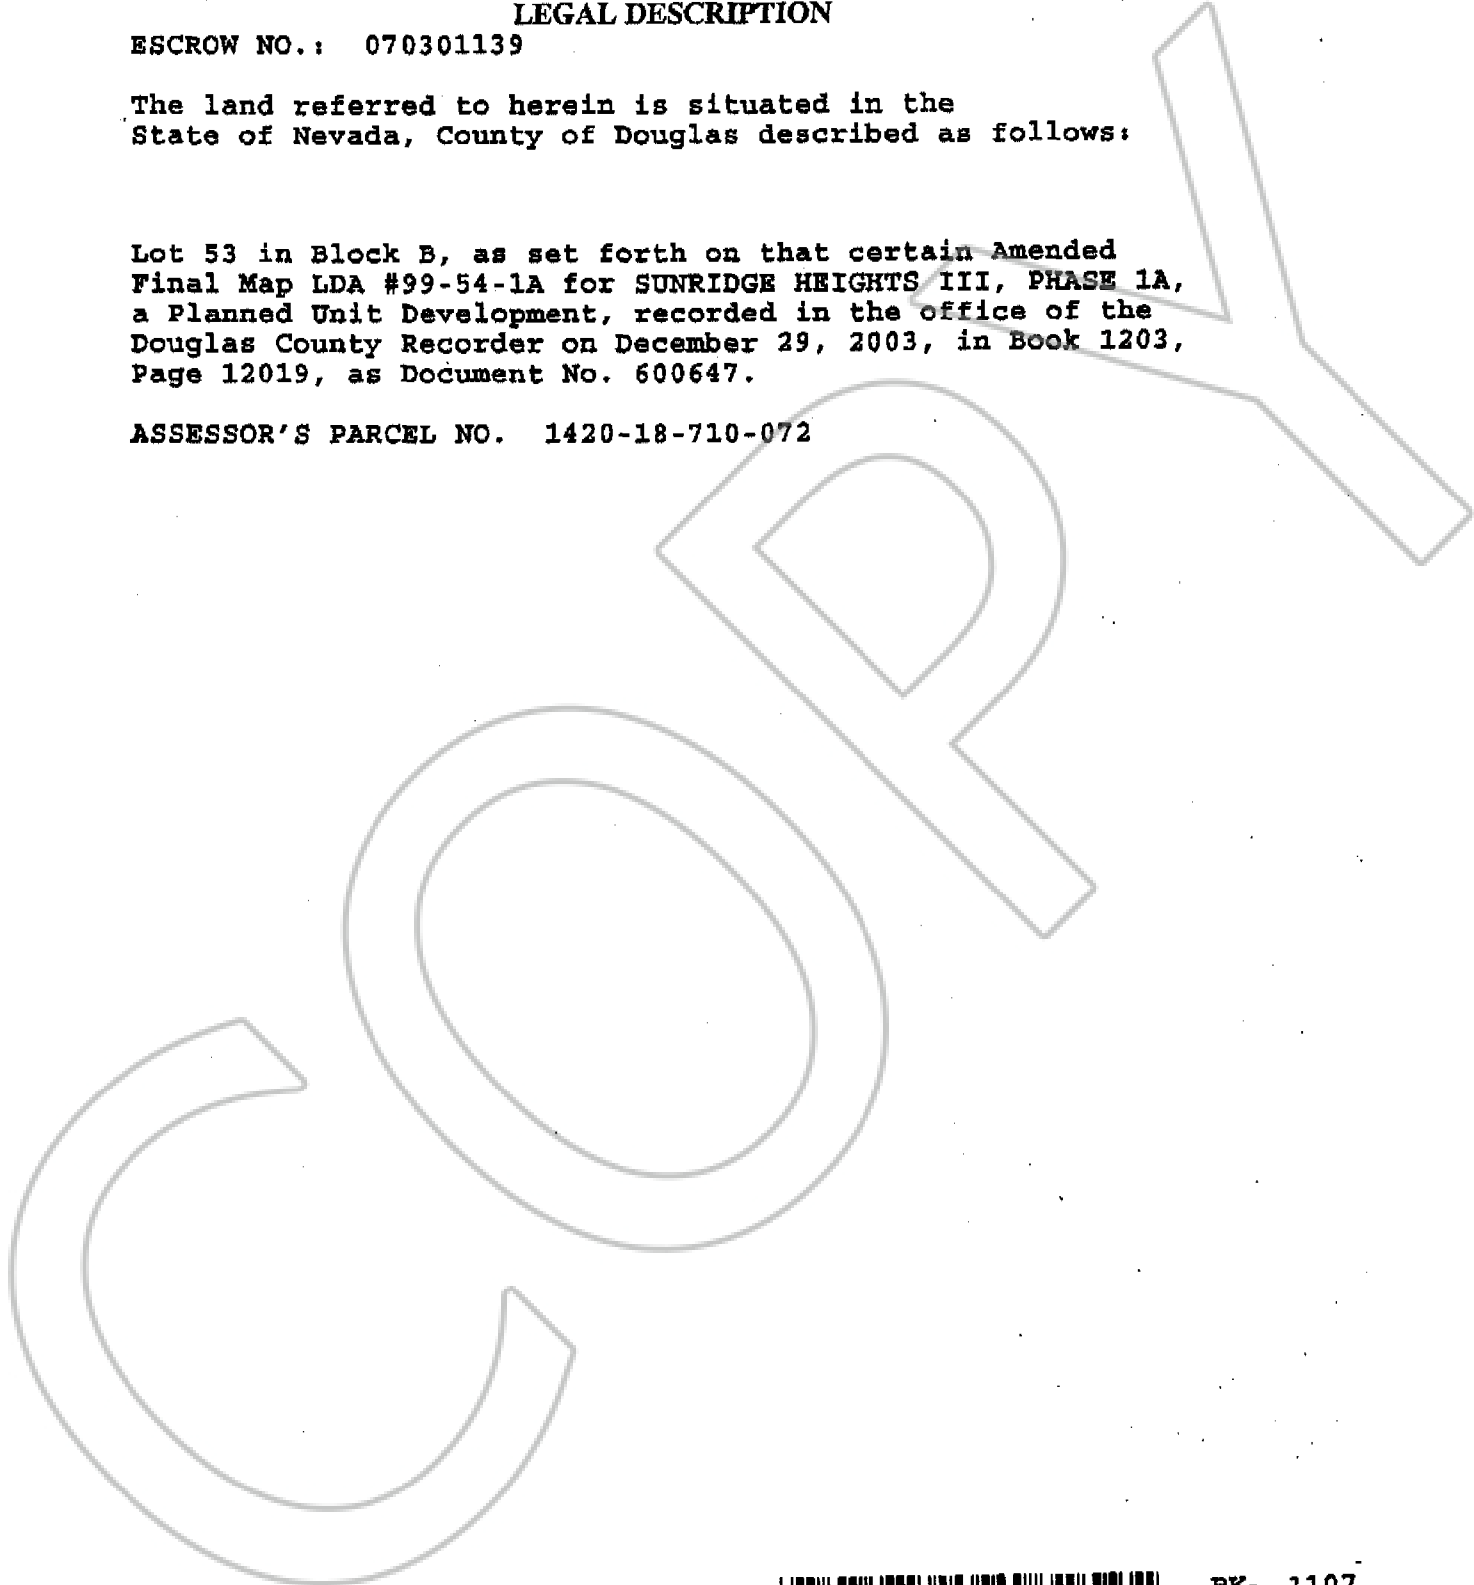 LEGAL DESCRIPTION
ESCROW NO.: 070301139
The land referred to herein is situated in the
State of Nevada, County of Douglas described as follows:
Lot 53 in Block B, as set forth on that certain Amended
Final Map LDA #99-54-1A for SUNRIDGE HEIGHTS III, PHASE 1A,
a Planned Unit Development, recorded in the office of the
Douglas County Recorder on December 29, 2003, in Book 1203,
Page 12019, as Document No. 600647.
ASSESSOR'S PARCEL NO. 1420-18-710-072
COPY
BK- 1107